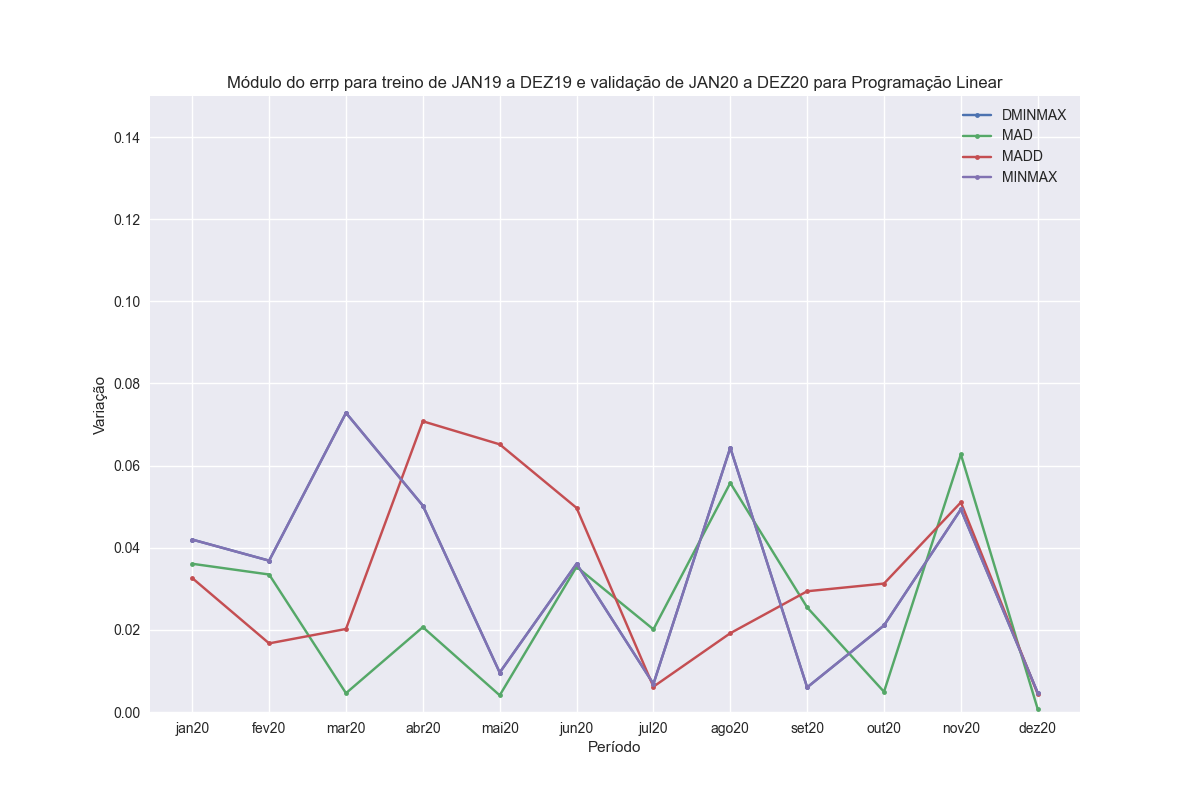 Módulo do errp para treino de JAN19 a DEZ19 e validação de JAN20 a DEZ20 para Programação Linear
DMINMAX
MAD
MADD
MINMAX
0.14
0.12
0.10
0.08
0.06
0.04
0.02
0.00
Variação
jan20 fev20 mar20 abr20 mai20 jun20 jul20 ago20 set20 out20 nov20 dez20
Período